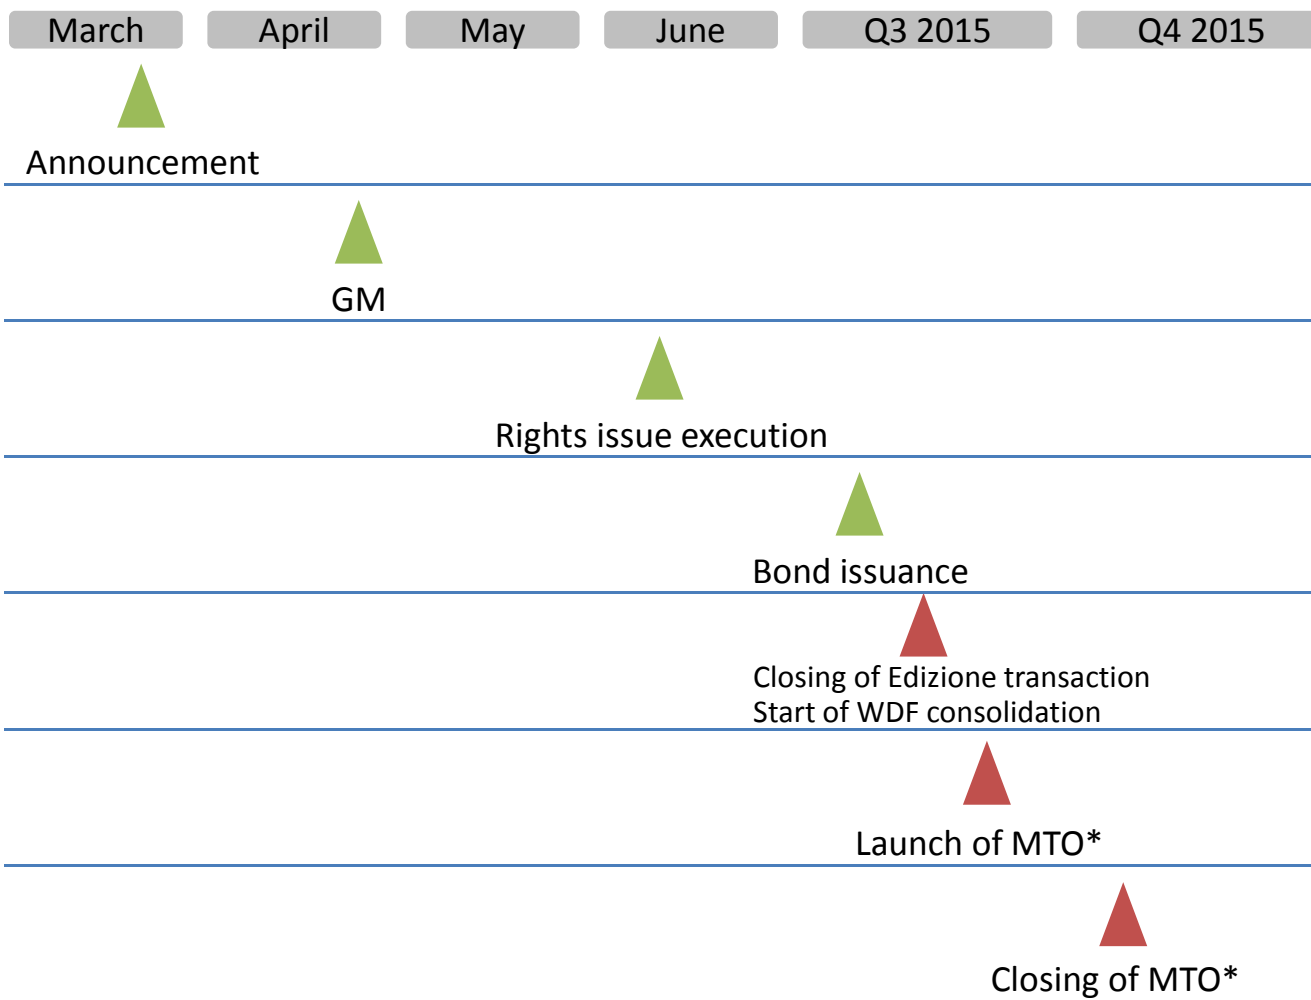 March April May June Q3 2015 Q4 2015
Announcement
GM
Rights issue execution
Bond issuance
Closing of Edizione transaction
Start of WDF consolidation
Launch of MTO*
Closing of MTO*